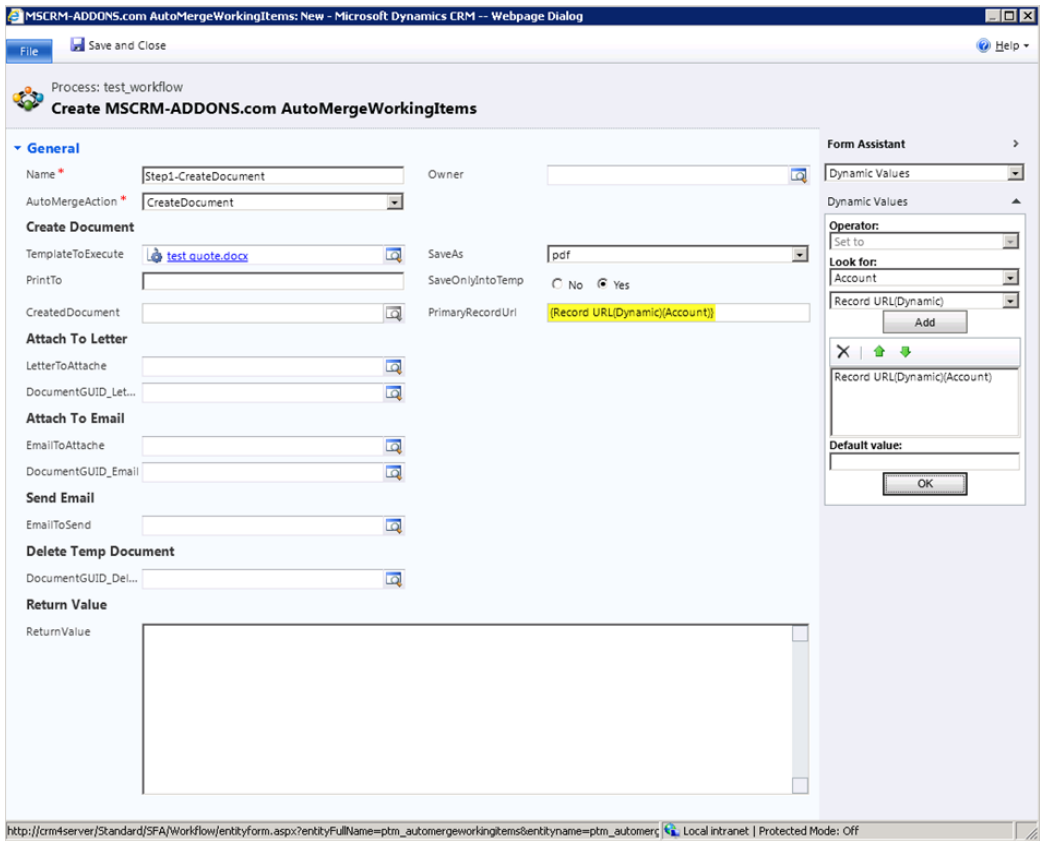 MSCRM-ADDONS.com AutoMergeWorkingItems: New - Microsoft Dynamics CRM -- Webpage Dialog
File
Save and Close
Help
Process: test_workflow
Create MSCRM-ADDONS.com AutoMergeWorkingItems
General
Name *
Step1-CreateDocument
Owner
AutoMergeAction *
CreateDocument
Create Document
TemplateToExecute
test quote.docx
SaveAs
pdf
PrintTo
SaveOnlyIntoTemp
No
Yes
CreatedDocument
PrimaryRecordUrl
{Record URL(Dynamic)(Account)}
Attach To Letter
LetterToAttache
DocumentGUID_Let...
Attach To Email
EmailToAttache
DocumentGUID_Email
Send Email
EmailToSend
Delete Temp Document
DocumentGUID_Del...
Return Value
ReturnValue
Form Assistant
Dynamic Values
Dynamic Values
Operator:
Set to
Look for:
Account
Record URL(Dynamic)
Add
Record URL(Dynamic)(Account)
Default value:
OK
http://crm4server/Standard/SFA/Workflow/entityform.aspx?entityFullName=ptm_automergeworkingitems&entityname=ptm_automerg
Local intranet | Protected Mode: Off